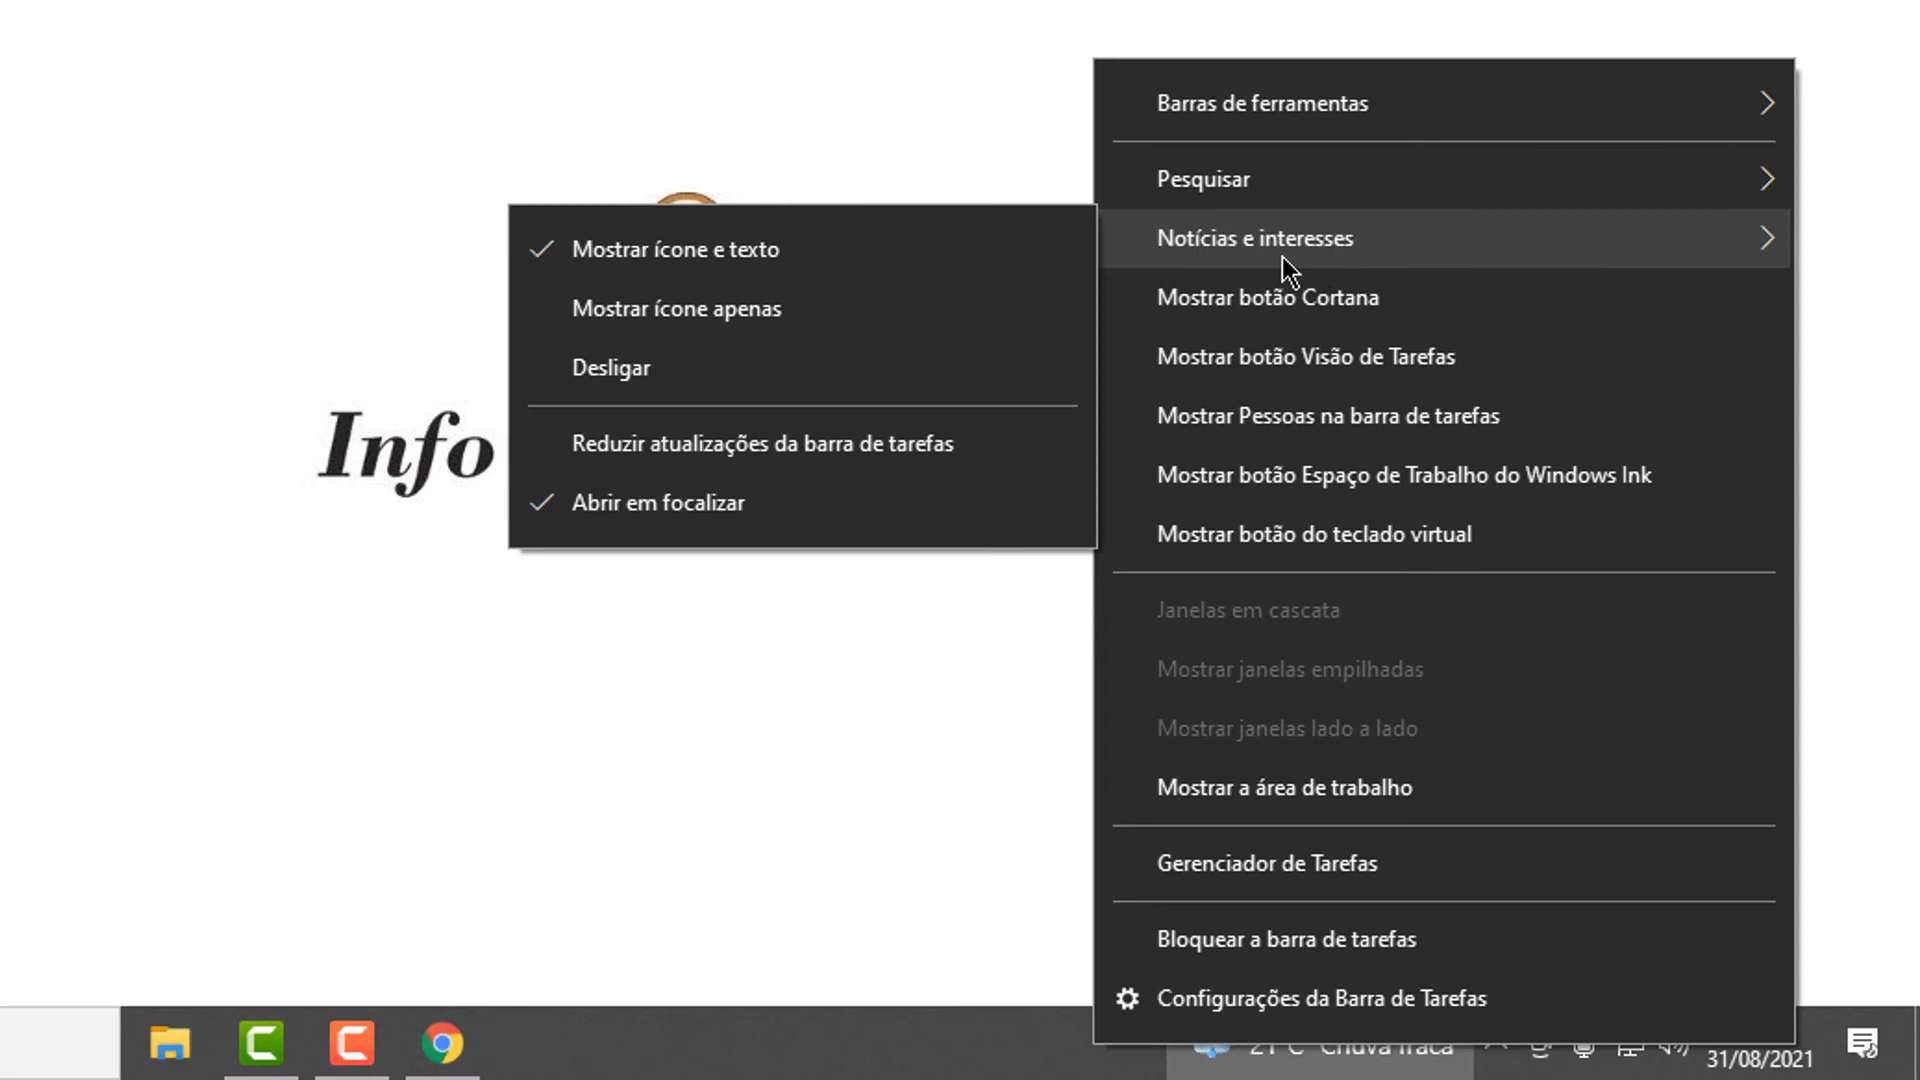 Barras de ferramentas
Pesquisar
Notícias e interesses
Mostrar botão Cortana
Mostrar botão Visão de Tarefas
Mostrar Pessoas na barra de tarefas
Mostrar botão Espaço de Trabalho do Windows Ink
Mostrar botão do teclado virtual
Janelas em cascata
Mostrar janelas empilhadas
Mostrar janelas lado a lado
Mostrar a área de trabalho
Gerenciador de Tarefas
Bloquear a barra de tarefas
Configurações da Barra de Tarefas
Mostrar ícone e texto
Mostrar ícone apenas
Desligar
Reduzir atualizações da barra de tarefas
Abrir em focalizar
Info
21°C Chuva fraca
31/08/2021